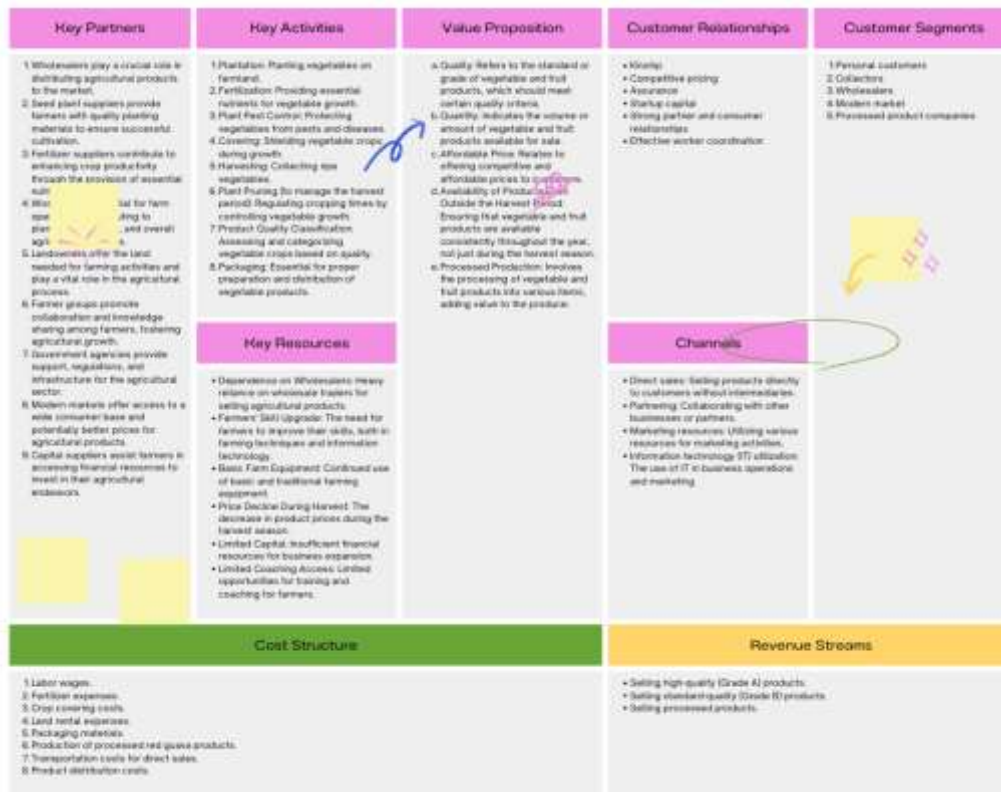 Key Partners
1. Wholesalers play a crucial role in
distributing agricultural products
to the market.
2. Seed plant suppliers provide
farmers with quality planting
materials to ensure successful
cultivation.
3. Fertilizer suppliers contribute to
enhancing crop productivity
through the provision of essential
4. for farm
and overall
5. Landowners offer the land
needed for farming activities and
play a vital role in the agricultural
process.
6. Farmer groups promote
collaboration and knowledge
sharing among farmers, fostering
agricultural growth.
7. Government agencies provide
support, regulations, and
infrastructure for the agricultural
sector.
8. Modern markets offer access to a
wide consumer base and
potentially better prices for
agricultural products.
9. Capital suppliers assist farmers in
accessing financial resources to
invest in their agricultural
endeavors.
Key Activities
1. Plantation: Planting vegetables on
farmland.
2. Fertilization: Providing essential
nutrients for vegetable growth.
3. Plant Pest Control: Protecting
vegetables from pests and diseases.
4. Covering: Shielding vegetable crops
during growth.
5. Harvesting: Collecting ripe
vegetables.
6. Plant Pruning (to manage the harvest
period): Regulating cropping times by
controlling vegetable growth.
7. Product Quality Classification:
Assessing and categorizing
vegetable crops based on quality.
8. Packaging: Essential for proper
preparation and distribution of
vegetable products.
Key Resources
• Dependence on Wholesalers: Heavy
reliance on wholesale traders for
selling agricultural products.
• Farmers' Skill Upgrade: The need for
farmers to improve their skills, both in
farming techniques and information
technology.
• Basic Farm Equipment: Continued use
of basic and traditional farming
equipment.
• Price Decline During Harvest: The
decrease in product prices during the
harvest season.
• Limited Capital: Insufficient financial
resources for business expansion.
• Limited Coaching Access: Limited
opportunities for training and
coaching for farmers.
Value Proposition
a. Quality: Refers to the standard or
grade of vegetable and fruit
products, which should meet
certain quality criteria.
b. Quantity: Indicates the volume or
amount of vegetable and fruit
products available for sale.
c. Affordable Price: Relates to
offering competitive and
affordable prices to
d. Availability of
Outside the Harvest Period:
Ensuring that vegetable and fruit
products are available
consistently throughout the year,
not just during the harvest season.
e. Processed Production: Involves
the processing of vegetable and
fruit products into various items,
adding value to the produce.
Customer Relationships
• Kinship
• Competitive pricing
• Assurance
• Startup capital
• Strong partner and consumer
relationships
• Effective worker coordination
Channels
• Direct sales: Selling products directly
to customers without intermediaries.
• Partnering: Collaborating with other
businesses or partners.
• Marketing resources: Utilizing various
resources for marketing activities.
• Information technology (IT) utilization:
The use of IT in business operations
and marketing.
Customer Segments
1. Personal customers
2. Collectors
3. Wholesalers
4. Modern market
5. Processed product companies
Cost Structure
1. Labor wages.
2. Fertilizer expenses.
3. Crop covering costs.
4. Land rental expenses.
5. Packaging materials.
6. Production of processed red guava products.
7. Transportation costs for direct sales.
8. Product distribution costs.
Revenue Streams
• Selling high-quality (Grade A) products.
• Selling standard-quality (Grade B) products.
• Selling processed products.